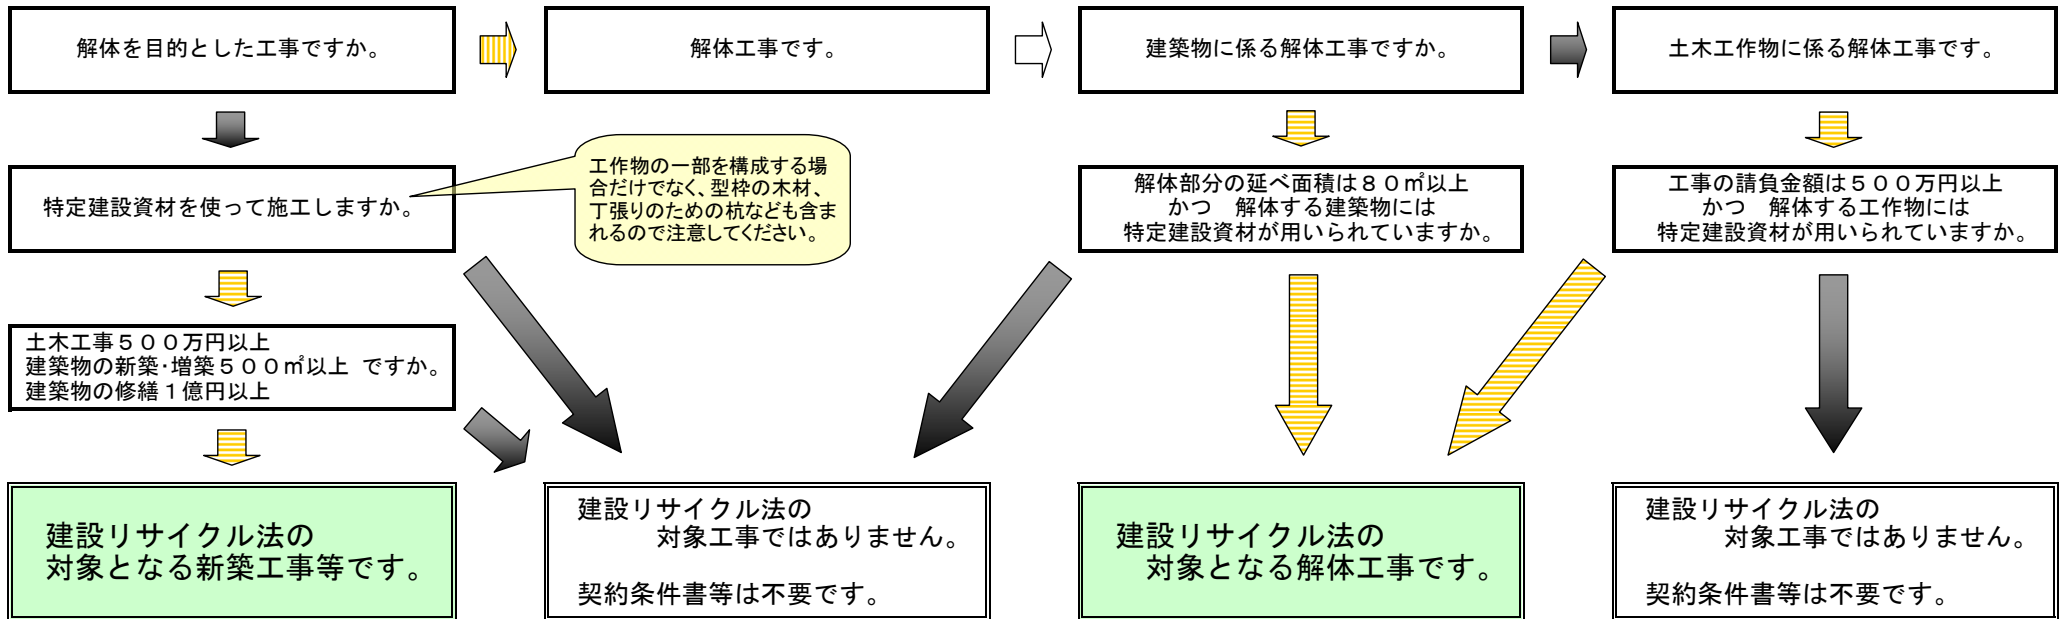 解体を目的とした工事ですか。
解体工事です。
建築物に係る解体工事ですか。
土木工作物に係る解体工事です。
特定建設資材を使って施工しますか。
工作物の一部を構成する場
合だけでなく、型枠の木材、
丁張りのための杭なども含ま
れるので注意してください。
解体部分の延べ面積は８０㎡以上
かつ　解体する建築物には
特定建設資材が用いられていますか。
工事の請負金額は５００万円以上
かつ　解体する工作物には
特定建設資材が用いられていますか。
土木工事５００万円以上
建築物の新築･増築５００㎡以上　ですか。
建築物の修繕１億円以上
建設リサイクル法の
対象となる新築工事等です。
建設リサイクル法の
対象工事ではありません。
契約条件書等は不要です。
建設リサイクル法の
対象となる解体工事です。
建設リサイクル法の
対象工事ではありません。
契約条件書等は不要です。